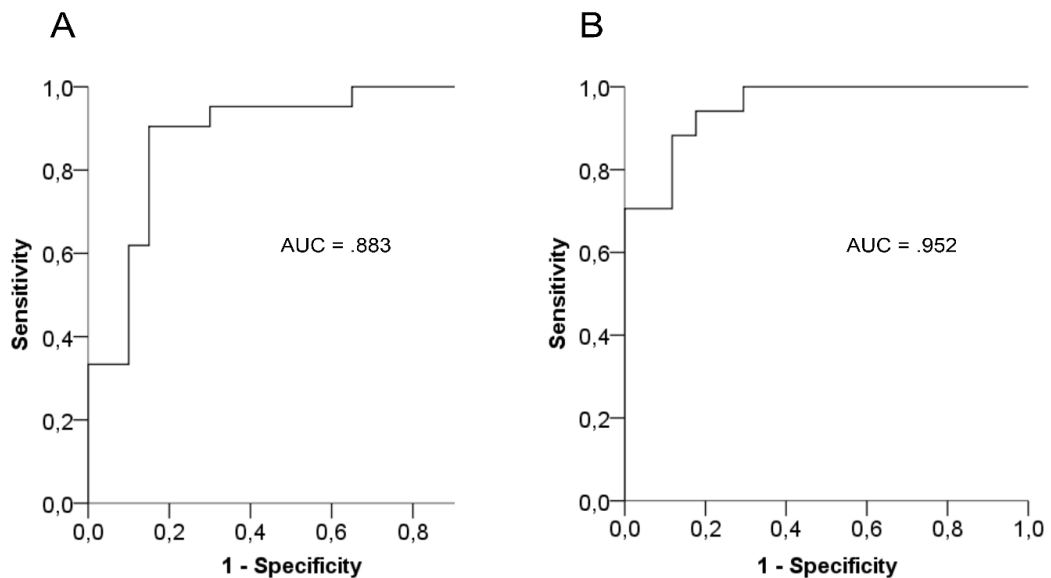 A
1,0
0,8
0,6
0,4
0,2
0,0
Sensitivity
AUC = .883
0,0 0,2 0,4 0,6 0,8
1 - Specificity
B
1,0
0,8
0,6
0,4
0,2
0,0
Sensitivity
AUC = .952
0,0 0,2 0,4 0,6 0,8 1,0
1 - Specificity